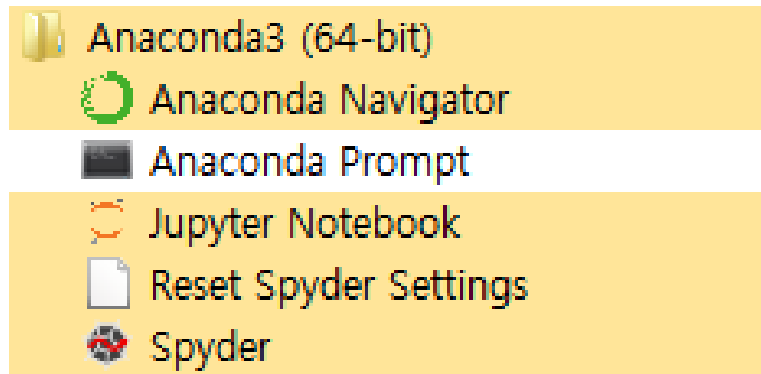 Anaconda3 (64-bit)
Anaconda Navigator
Anaconda Prompt
Jupyter Notebook
Reset Spyder Settings
Spyder